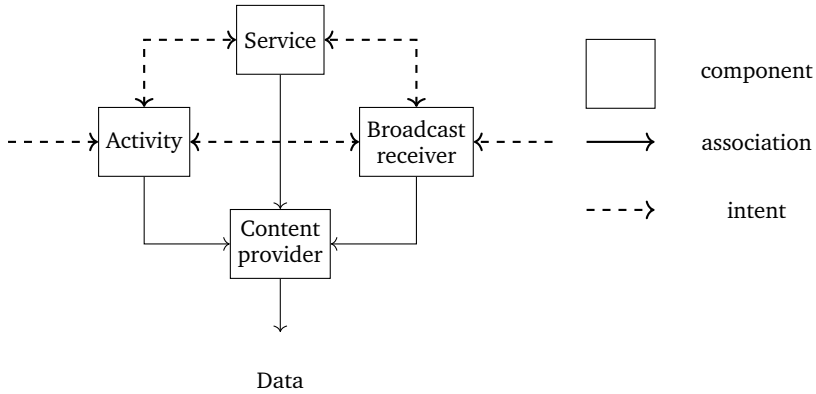 Service
component
Activity
Broadcast
receiver
association
intent
Content
provider
Data